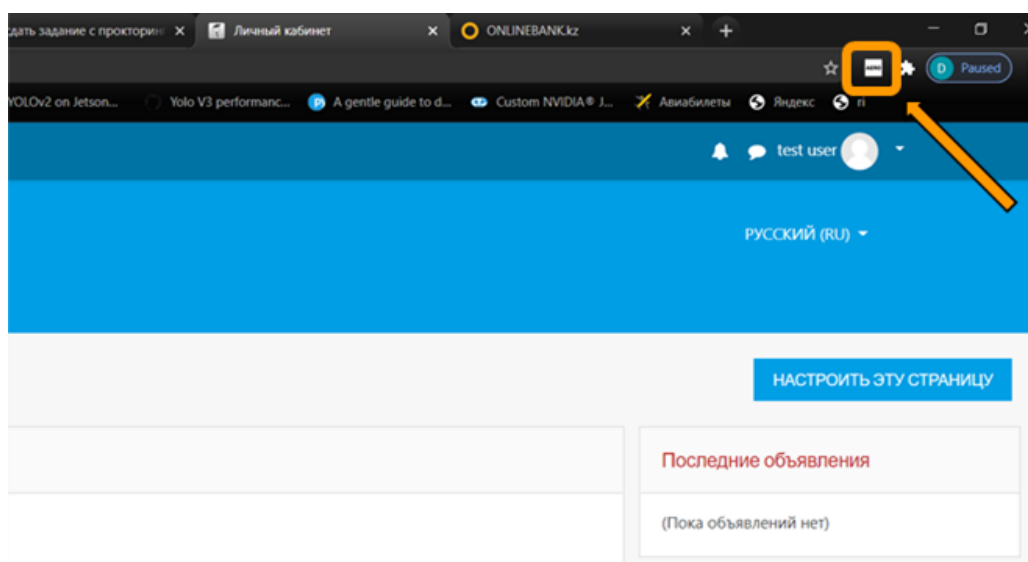 дать задание с прокторин
Личный кабинет
ONLINEBANK.kz
AERO
D Paused
YOLOv2 on Jetson...
Yolo V3 performanc...
A gentle guide to d...
Custom NVIDIA® J...
Авиабилеты
Яндекс
ri
test user
РУССКИЙ (RU)
НАСТРОИТЬ ЭТУ СТРАНИЦУ
Последние объявления
(Пока объявлений нет)